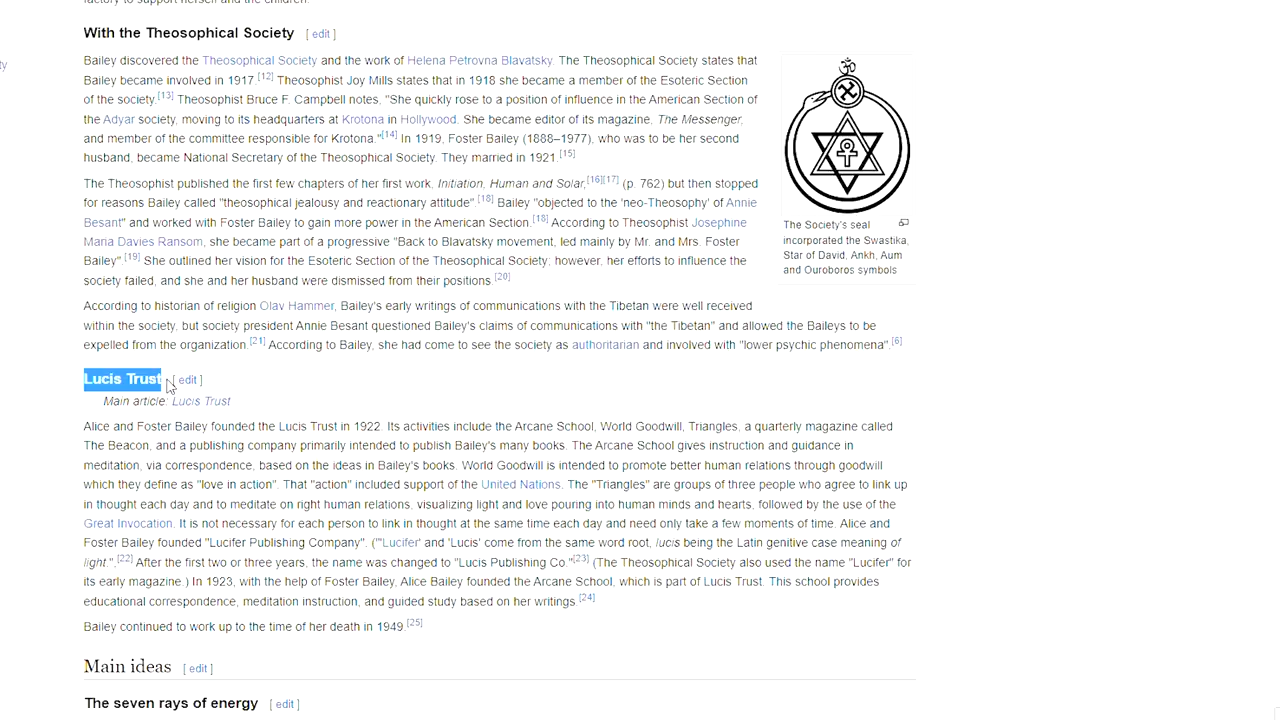 factory to support herself and the children.
With the Theosophical Society [ edit ]
Bailey discovered the Theosophical Society and the work of Helena Petrovna Blavatsky. The Theosophical Society states that
Bailey became involved in 1917.[12] Theosophist Joy Mills states that in 1918 she became a member of the Esoteric Section
of the society.[13] Theosophist Bruce F. Campbell notes, "She quickly rose to a position of influence in the American Section of
the Adyar society, moving to its headquarters at Krotona in Hollywood. She became editor of its magazine, The Messenger,
and member of the committee responsible for Krotona."[14] In 1919, Foster Bailey (1888–1977), who was to be her second
husband, became National Secretary of the Theosophical Society. They married in 1921.[15]
The Theosophist published the first few chapters of her first work, Initiation, Human and Solar,[16][17] (p. 762) but then stopped
for reasons Bailey called "theosophical jealousy and reactionary attitude".[18] Bailey "objected to the 'neo-Theosophy' of Annie
Besant" and worked with Foster Bailey to gain more power in the American Section.[18] According to Theosophist Josephine
Maria Davies Ransom, she became part of a progressive "Back to Blavatsky movement, led mainly by Mr. and Mrs. Foster
Bailey".[19] She outlined her vision for the Esoteric Section of the Theosophical Society; however, her efforts to influence the
society failed, and she and her husband were dismissed from their positions.[20]
The Society's seal
incorporated the Swastika,
Star of David, Ankh, Aum
and Ouroboros symbols
ॐ
According to historian of religion Olav Hammer, Bailey's early writings of communications with the Tibetan were well received
within the society, but society president Annie Besant questioned Bailey's claims of communications with "the Tibetan" and allowed the Baileys to be
expelled from the organization.[21] According to Bailey, she had come to see the society as authoritarian and involved with "lower psychic phenomena".[6]
Lucis Trust [ edit ]
Main article: Lucis Trust
Alice and Foster Bailey founded the Lucis Trust in 1922. Its activities include the Arcane School, World Goodwill, Triangles, a quarterly magazine called
The Beacon, and a publishing company primarily intended to publish Bailey's many books. The Arcane School gives instruction and guidance in
meditation, via correspondence, based on the ideas in Bailey's books. World Goodwill is intended to promote better human relations through goodwill
which they define as "love in action". That "action" included support of the United Nations. The "Triangles" are groups of three people who agree to link up
in thought each day and to meditate on right human relations, visualizing light and love pouring into human minds and hearts, followed by the use of the
Great Invocation. It is not necessary for each person to link in thought at the same time each day and need only take a few moments of time. Alice and
Foster Bailey founded "Lucifer Publishing Company". ("'Lucifer' and 'Lucis' come from the same word root, lucis being the Latin genitive case meaning of
light.".[22] After the first two or three years, the name was changed to "Lucis Publishing Co."[23] (The Theosophical Society also used the name "Lucifer" for
its early magazine.) In 1923, with the help of Foster Bailey, Alice Bailey founded the Arcane School, which is part of Lucis Trust. This school provides
educational correspondence, meditation instruction, and guided study based on her writings.[24]
Bailey continued to work up to the time of her death in 1949.[25]
Main ideas [ edit ]
The seven rays of energy [ edit ]